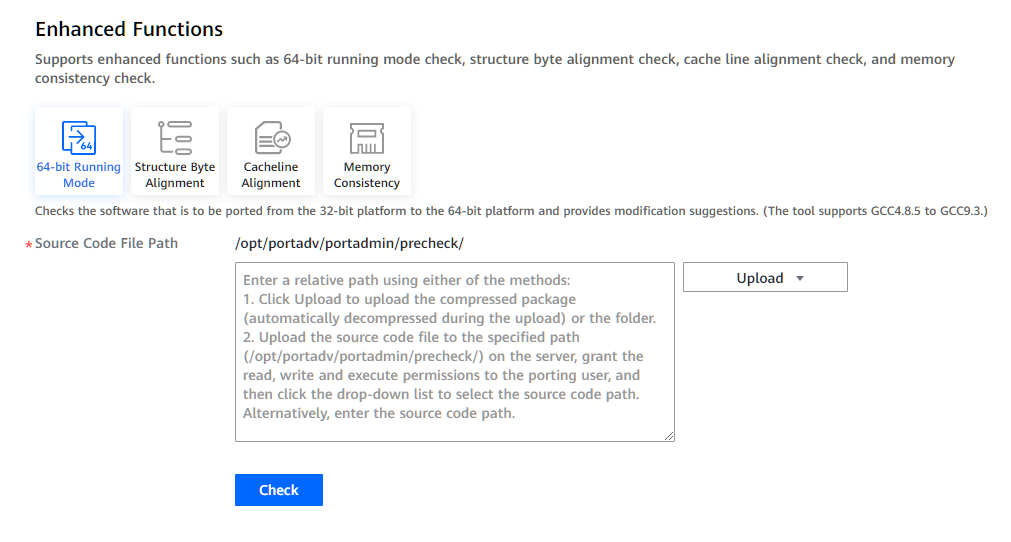 Enhanced Functions
Supports enhanced functions such as 64-bit running mode check, structure byte alignment check, cache line alignment check, and memory
consistency check.
64
64-bit Running
Mode
Structure Byte
Alignment
Cacheline
Alignment
Memory
Consistency
Checks the software that is to be ported from the 32-bit platform to the 64-bit platform and provides modification suggestions. (The tool supports GCC4.8.5 to GCC9.3.)
* Source Code File Path
/opt/portadv/portadmin/precheck/
Enter a relative path using either of the methods:
1. Click Upload to upload the compressed package
(automatically decompressed during the upload) or the folder.
2. Upload the source code file to the specified path
(/opt/portadv/portadmin/precheck/) on the server, grant the
read, write and execute permissions to the porting user, and
then click the drop-down list to select the source code path.
Alternatively, enter the source code path.
Upload
Check